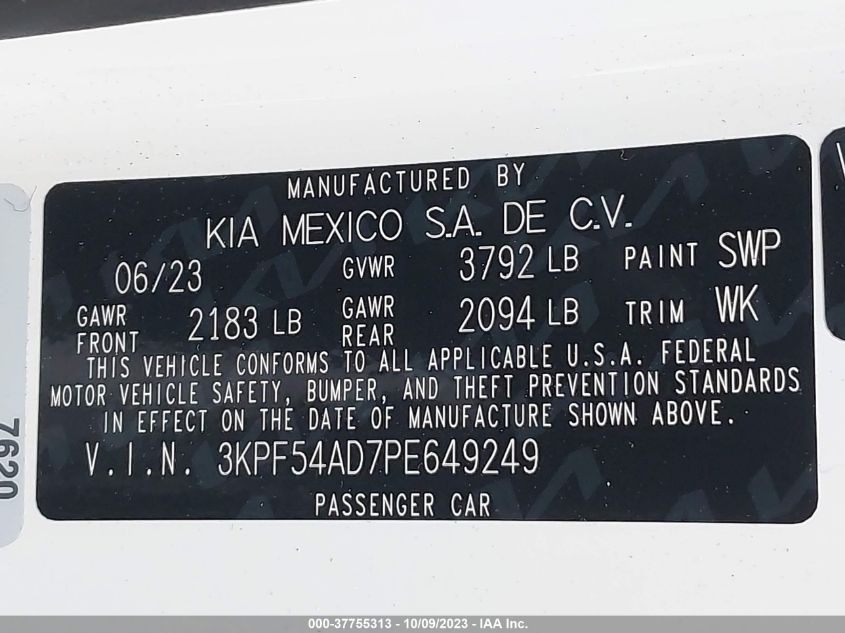 MANUFACTURED BY
KIA MEXICO S.A. DE C.V.
06/23 GVWR 3792 LB PAINT SWP
GAWR FRONT 2183 LB GAWR REAR 2094 LB TRIM WK
THIS VEHICLE CONFORMS TO ALL APPLICABLE U.S.A. FEDERAL
MOTOR VEHICLE SAFETY, BUMPER, AND THEFT PREVENTION STANDARDS
IN EFFECT ON THE DATE OF MANUFACTURE SHOWN ABOVE.
V.I.N. 3KPF54AD7PE649249
PASSENGER CAR
7620
000-37755313 - 10/09/2023 - IAA Inc.